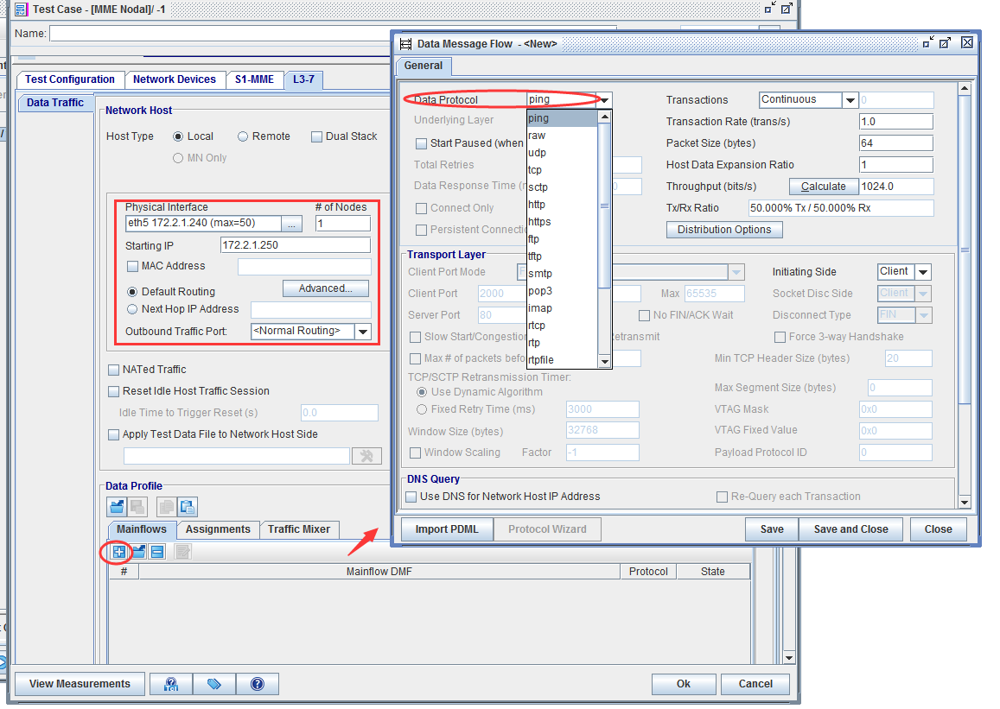 Test Case - [MME Nodal]/ -1
Name:
Test Configuration
Network Devices
S1-MME
L3-7
Data Traffic
Network Host
Host Type
Local
Remote
Dual Stack
MN Only
Physical Interface
# of Nodes
eth5 172.2.1.240 (max=50)
...
1
Starting IP
172.2.1.250
MAC Address
Default Routing
Advanced...
Next Hop IP Address
Outbound Traffic Port:
<Normal Routing>
NATed Traffic
Reset Idle Host Traffic Session
Idle Time to Trigger Reset (s)
0.0
Apply Test Data File to Network Host Side
Data Profile
Mainflows
Assignments
Traffic Mixer
#
Mainflow DMF
Protocol
State
View Measurements
Ok
Cancel
Data Message Flow - <New>
General
Data Protocol
ping
Underlying Layer
Start Paused (when
Total Retries
Data Response Time (
Connect Only
Persistent Connecti
ping
raw
udp
tcp
sctp
http
https
ftp
tftp
smtp
pop3
imap
rtcp
rtp
rtpfile
Transactions
Continuous
0
Transaction Rate (trans/s)
1.0
Packet Size (bytes)
64
Host Data Expansion Ratio
1
Throughput (bits/s)
Calculate
1024.0
Tx/Rx Ratio
50.000% Tx / 50.000% Rx
Distribution Options
Transport Layer
Client Port Mode
Client Port
2000
Max
65535
Server Port
80
No FIN/ACK Wait
Slow Start/Congestion
etransmit
Max # of packets befo
TCP/SCTP Retransmission Timer:
Use Dynamic Algorithm
Fixed Retry Time (ms)
3000
Window Size (bytes)
32768
Window Scaling
Factor
-1
Initiating Side
Client
Socket Disc Side
Client
Disconnect Type
FIN
Force 3-way Handshake
Min TCP Header Size (bytes)
20
Max Segment Size (bytes)
0
VTAG Mask
0x0
VTAG Fixed Value
0x0
Payload Protocol ID
0
DNS Query
Use DNS for Network Host IP Address
Re-Query each Transaction
Import PDML
Protocol Wizard
Save
Save and Close
Close